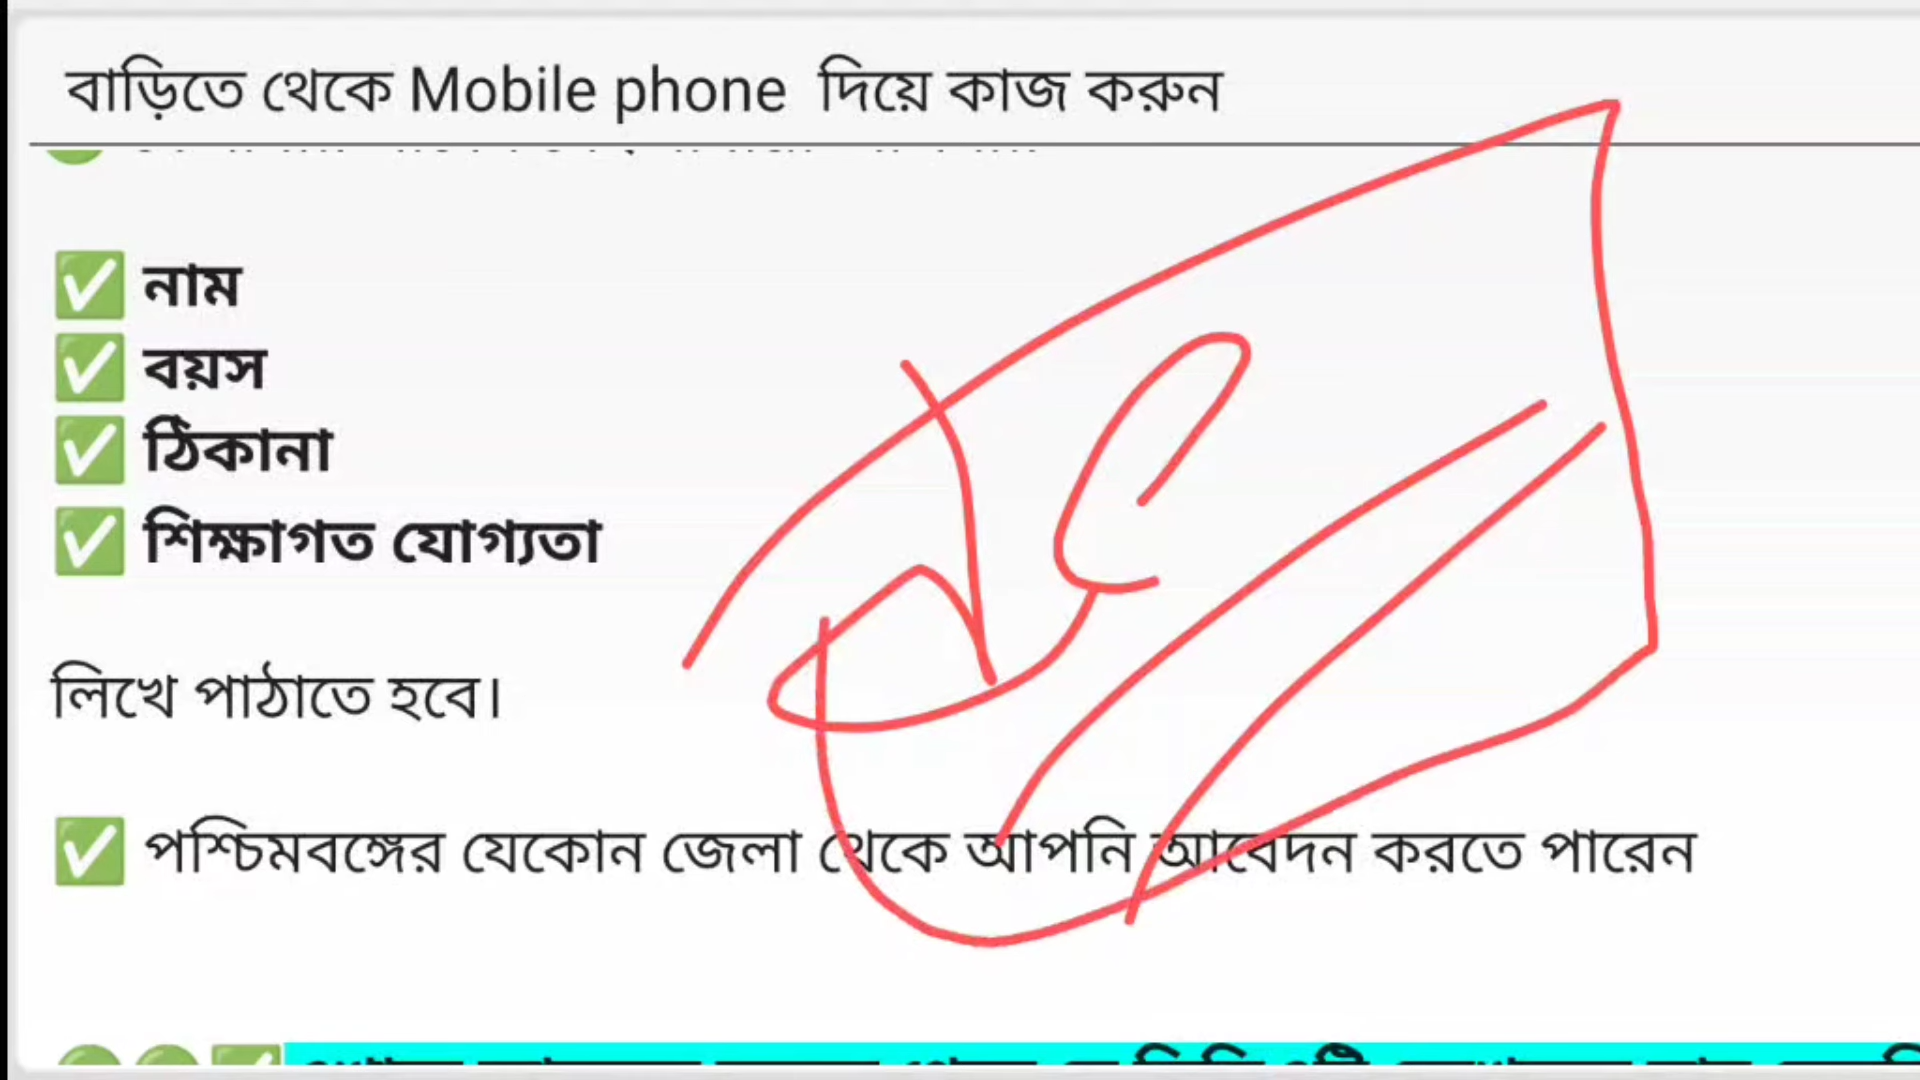 বাড়িতে থেকে Mobile phone দিয়ে কাজ করুন
✅ নাম
✅ বয়স
✅ ঠিকানা
✅ শিক্ষাগত যোগ্যতা
লিখে পাঠাতে হবে।
✅ পশ্চিমবঙ্গের যেকোন জেলা থেকে আপনি আবেদন করতে পারেন